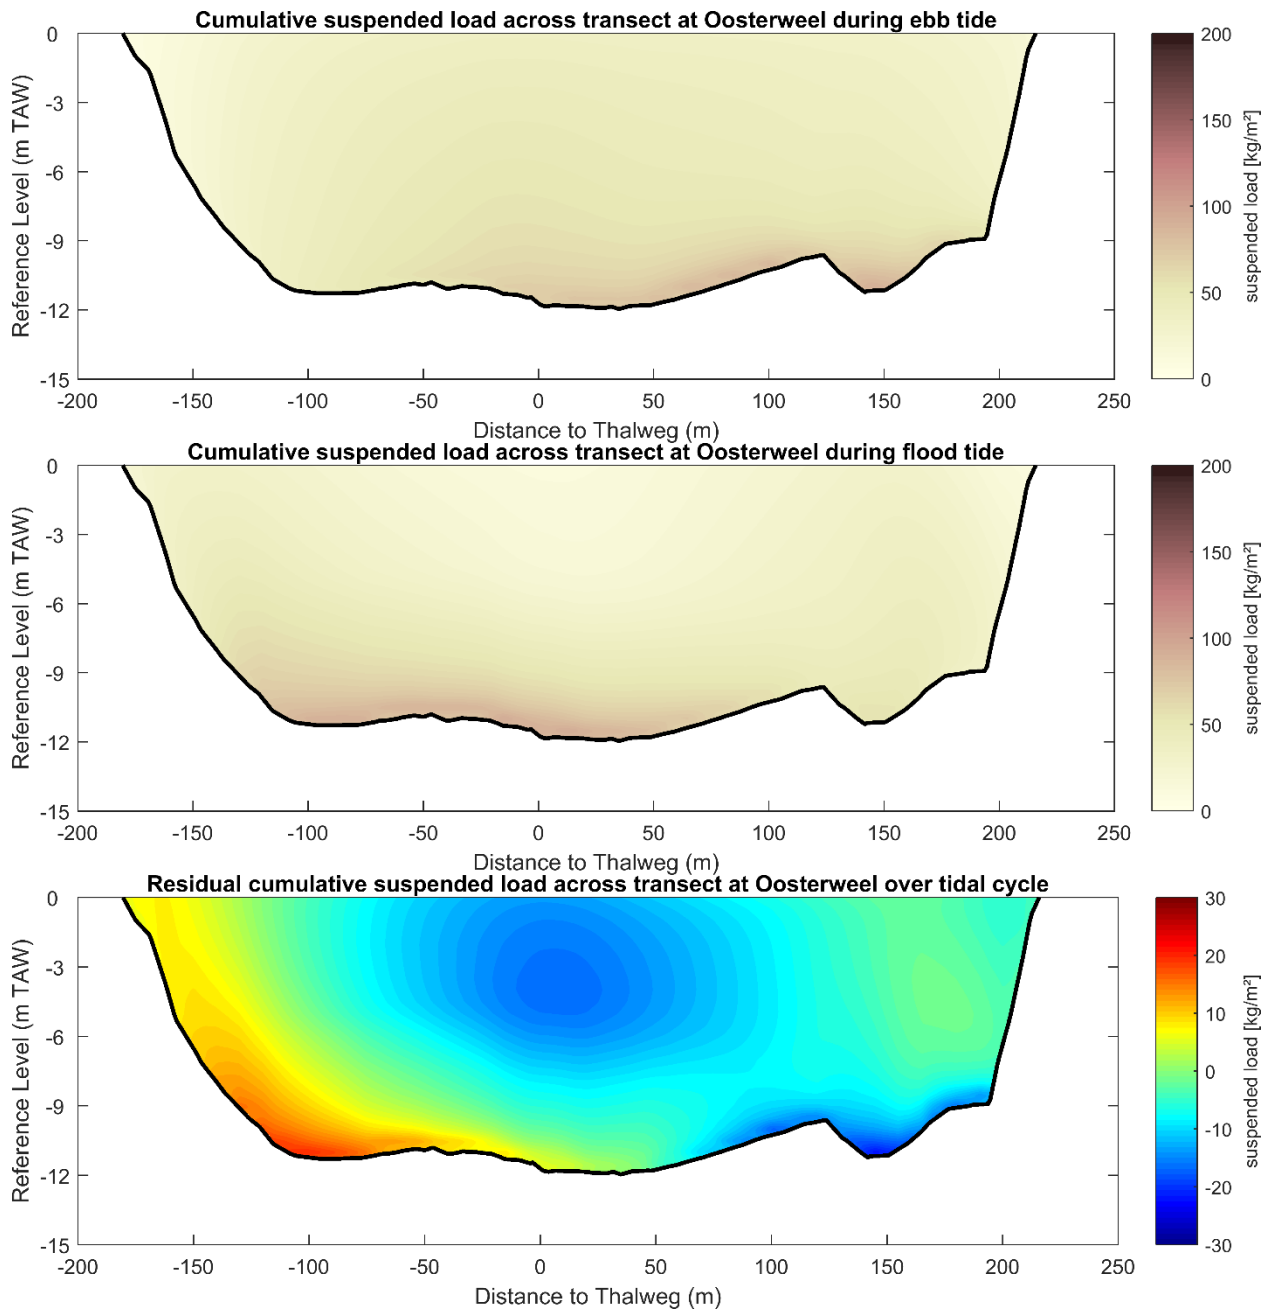 Cumulative suspended load across transect at Oosterweel during ebb tide
0
-3
-6
-9
-12
-15
Reference Level (m TAW)
-200 -150 -100 -50 0 50 100 150 200 250
Distance to Thalweg (m)
200
150
100
50
0
suspended load [kg/m²]
Cumulative suspended load across transect at Oosterweel during flood tide
0
-3
-6
-9
-12
-15
Reference Level (m TAW)
-200 -150 -100 -50 0 50 100 150 200 250
Distance to Thalweg (m)
200
150
100
50
0
suspended load [kg/m²]
Residual cumulative suspended load across transect at Oosterweel over tidal cycle
0
-3
-6
-9
-12
-15
Reference Level (m TAW)
-200 -150 -100 -50 0 50 100 150 200 250
Distance to Thalweg (m)
30
20
10
0
-10
-20
-30
suspended load [kg/m²]